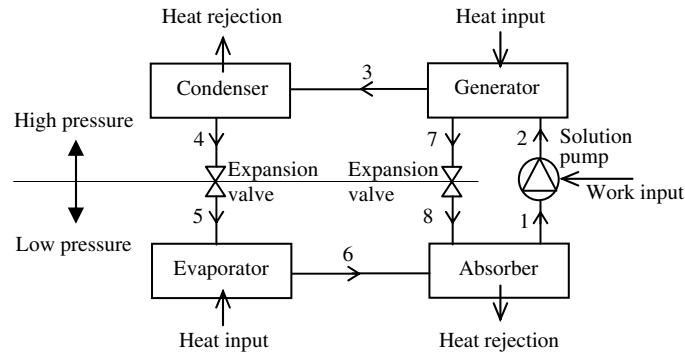 Heat rejection
Heat input
Condenser
3
Generator
High pressure
4
7
2
Solution
pump
Expansion
valve
Expansion
valve
Work input
5
8
1
Low pressure
Evaporator
6
Absorber
Heat input
Heat rejection